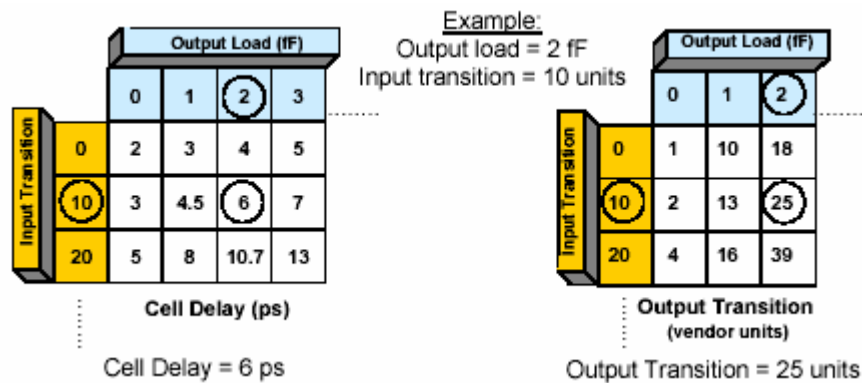 Example:
Output load = 2 fF
Input transition = 10 units
Output Load (fF)
0 1 2 3
Input Transition
0 2 3 4 5
10 3 4.5 6 7
20 5 8 10.7 13
Cell Delay (ps)
Cell Delay = 6 ps
Output Load (fF)
0 1 2
Input Transition
0 1 10 18
10 2 13 25
20 4 16 39
Output Transition
(vendor units)
Output Transition = 25 units